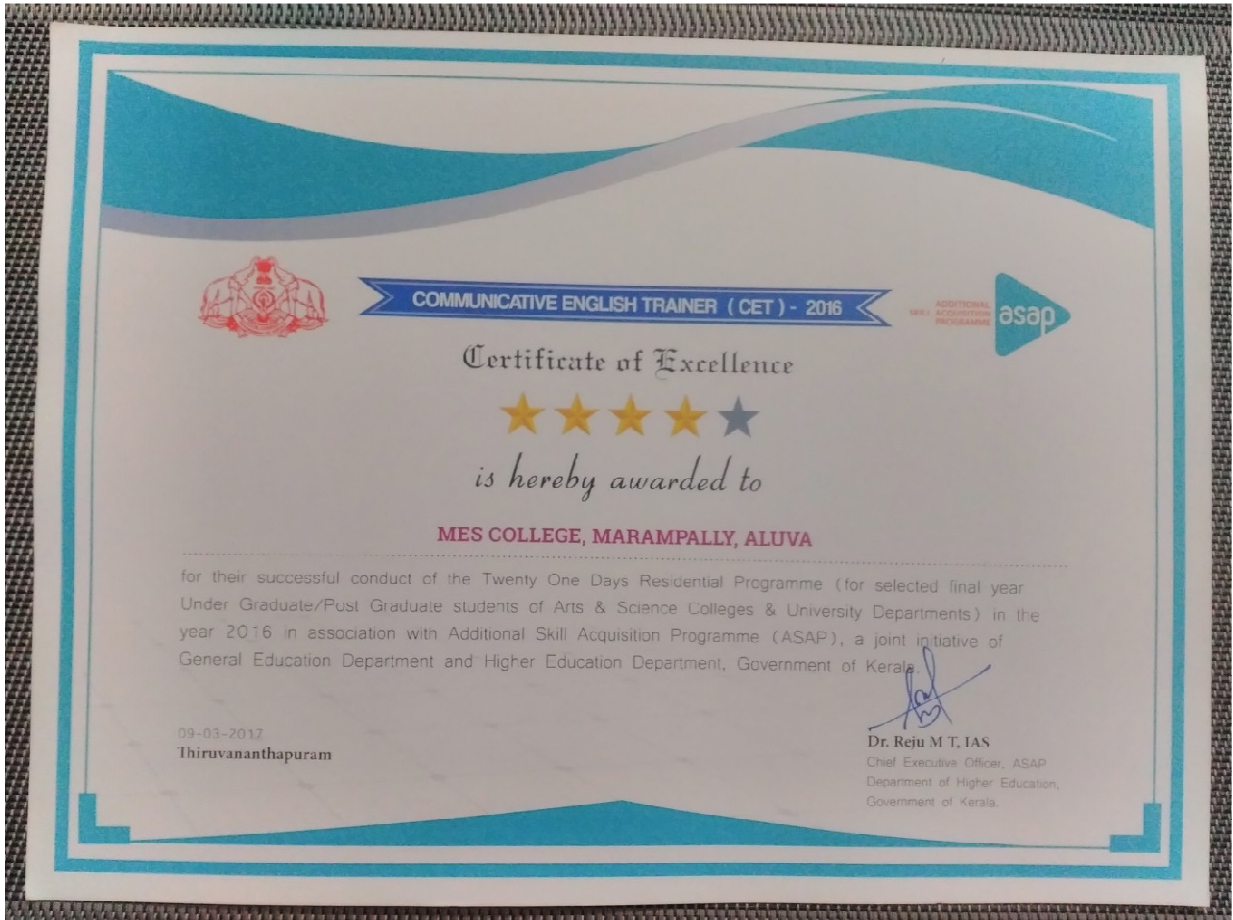 COMMUNICATIVE ENGLISH TRAINER ( CET ) - 2016
ADDITIONAL
SKILL ACQUISITION
PROGRAMME
asap
Certificate of Excellence
is hereby awarded to
MES COLLEGE, MARAMPALLY, ALUVA
for their successful conduct of the Twenty One Days Residential Programme (for selected final year
Under Graduate/Post Graduate students of Arts & Science Colleges & University Departments) in the
year 2016 in association with Additional Skill Acquisition Programme (ASAP), a joint initiative of
General Education Department and Higher Education Department, Government of Kerala.
09-03-2017
Thiruvananthapuram
Dr. Reju M T, IAS
Chief Executive Officer, ASAP
Department of Higher Education,
Government of Kerala.